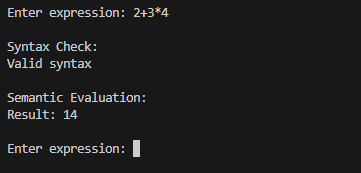 Enter expression: 2+3*4
Syntax Check:
Valid syntax
Semantic Evaluation:
Result: 14
Enter expression: